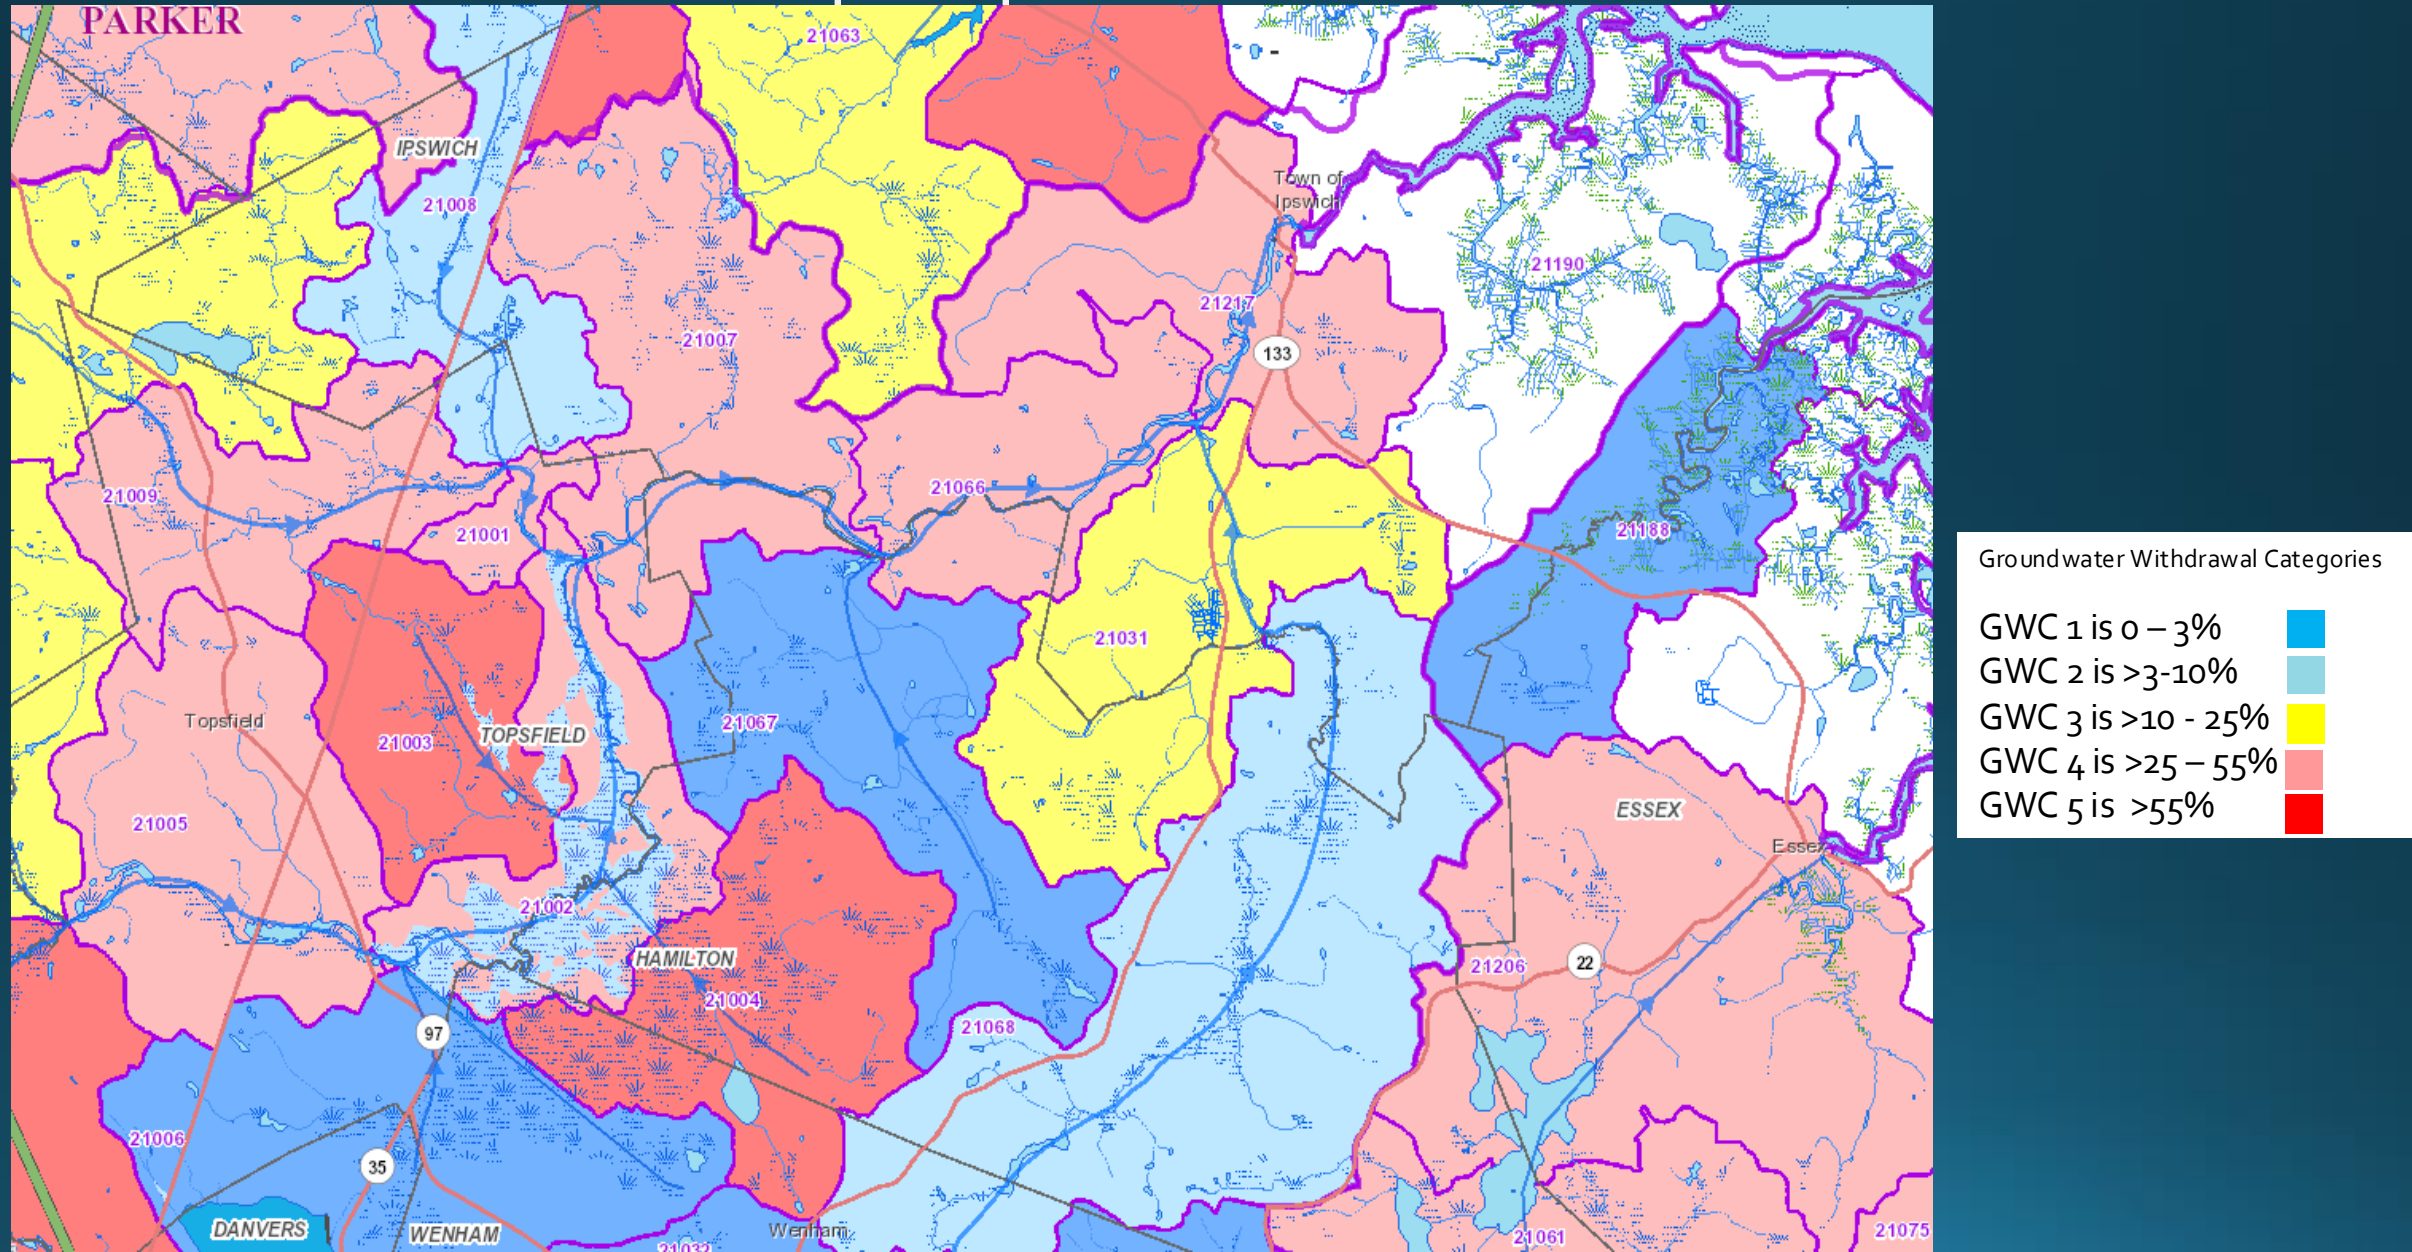 PARKER
21063
IPSWICH
21008
Town of
Ipswich
21190
21217
21007
133
21009
21066
21001
21188
21031
Topsfield
21003
TOPSFIELD
21067
21005
ESSEX
Essex
21002
HAMILTON
21004
21206
22
21068
97
21006
35
DANVERS
WENHAM
Wenham
21032
21061
21075
Groundwater Withdrawal Categories
GWC 1 is 0 – 3%
GWC 2 is >3-10%
GWC 3 is >10 - 25%
GWC 4 is >25 – 55%
GWC 5 is >55%